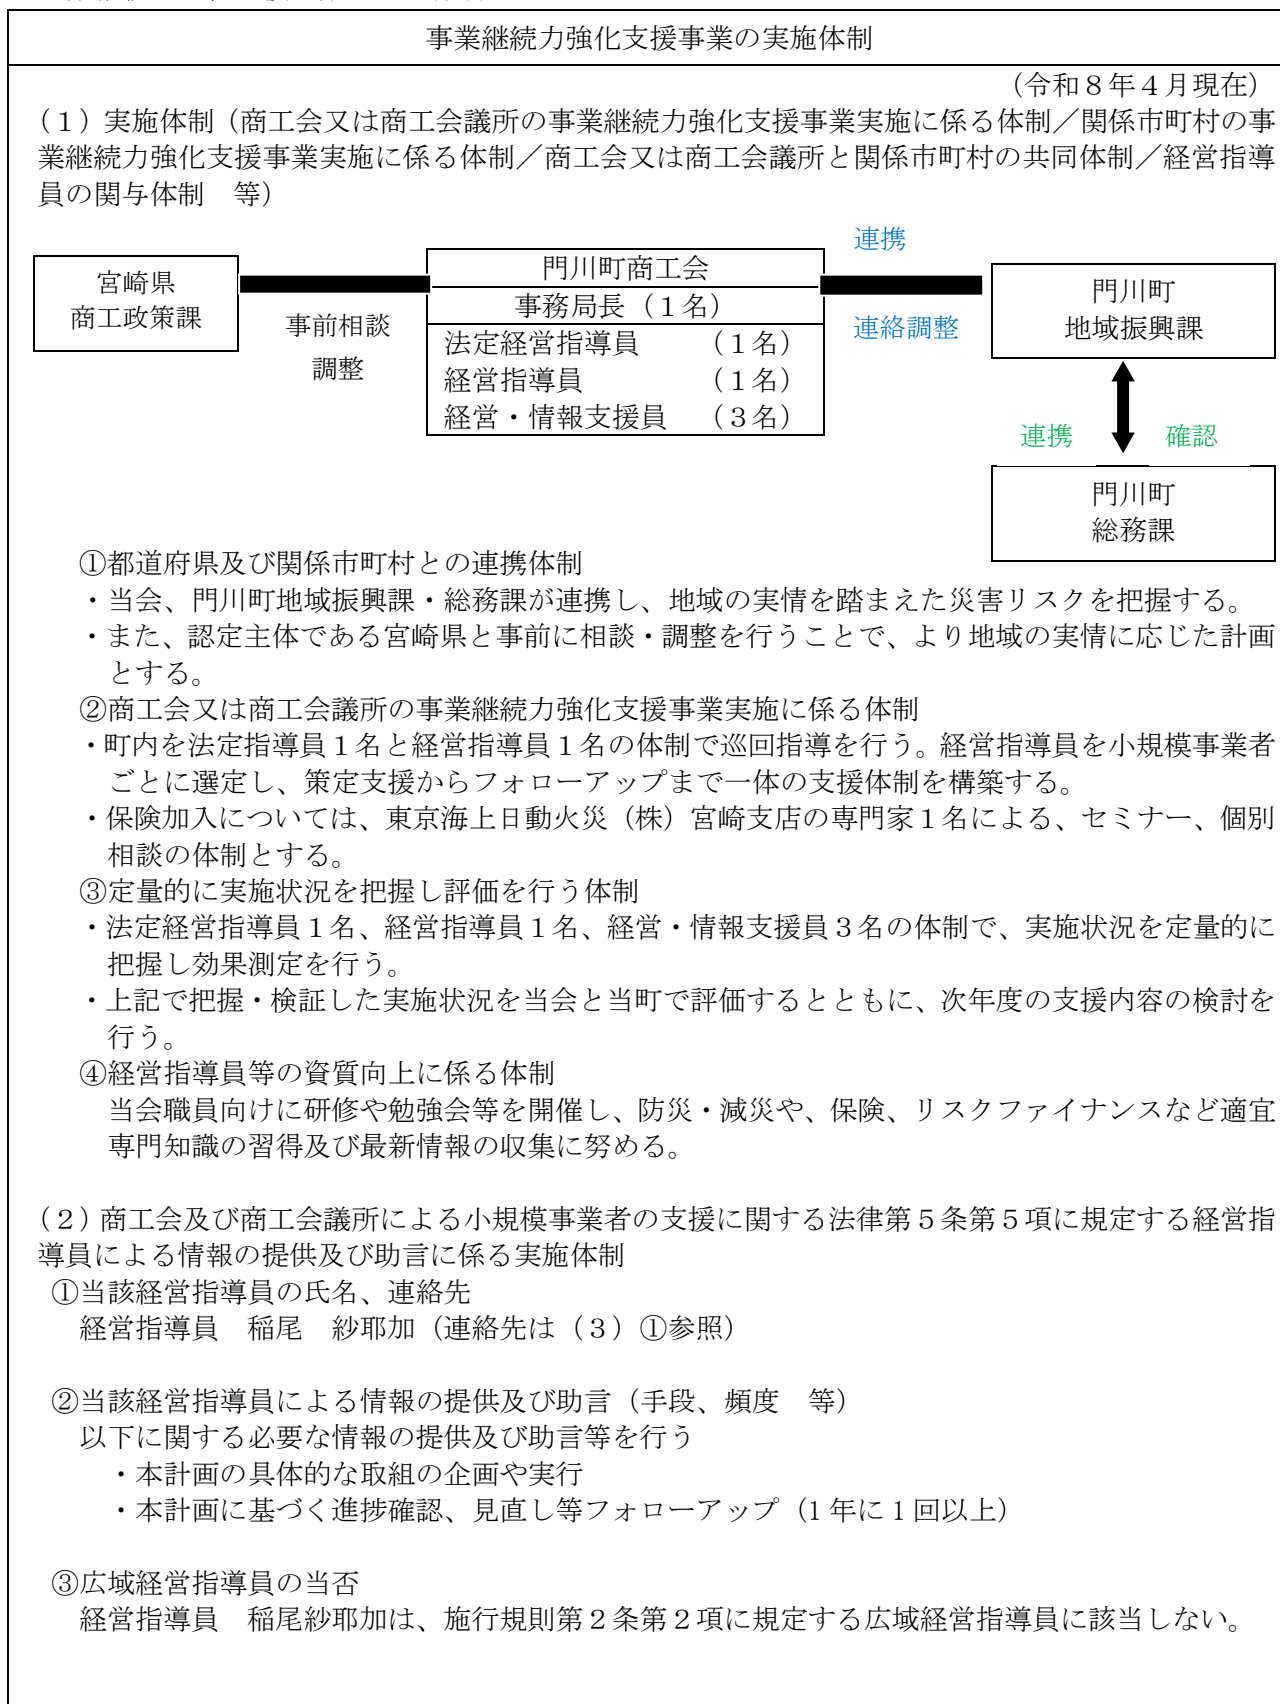 事業継続力強化支援事業の実施体制
（令和８年４月現在）
（１）実施体制（商工会又は商工会議所の事業継続力強化支援事業実施に係る体制／関係市町村の事
業継続力強化支援事業実施に係る体制／商工会又は商工会議所と関係市町村の共同体制／経営指導
員の関与体制　等）
宮崎県
商工政策課
事前相談
調整
門川町商工会
事務局長（１名）
法定経営指導員　　（１名）
経営指導員　　　　（１名）
経営・情報支援員　（３名）
連携
連絡調整
門川町
地域振興課
連携　　確認
門川町
総務課
①都道府県及び関係市町村との連携体制
・当会、門川町地域振興課・総務課が連携し、地域の実情を踏まえた災害リスクを把握する。
・また、認定主体である宮崎県と事前に相談・調整を行うことで、より地域の実情に応じた計画
とする。
②商工会又は商工会議所の事業継続力強化支援事業実施に係る体制
・町内を法定指導員１名と経営指導員１名の体制で巡回指導を行う。経営指導員を小規模事業者
ごとに選定し、策定支援からフォローアップまで一体の支援体制を構築する。
・保険加入については、東京海上日動火災（株）宮崎支店の専門家１名による、セミナー、個別
相談の体制とする。
③定量的に実施状況を把握し評価を行う体制
・法定経営指導員１名、経営指導員１名、経営・情報支援員３名の体制で、実施状況を定量的に
把握し効果測定を行う。
・上記で把握・検証した実施状況を当会と当町で評価するとともに、次年度の支援内容の検討を
行う。
④経営指導員等の資質向上に係る体制
当会職員向けに研修や勉強会等を開催し、防災・減災や、保険、リスクファイナンスなど適宜
専門知識の習得及び最新情報の収集に努める。
（２）商工会及び商工会議所による小規模事業者の支援に関する法律第５条第５項に規定する経営指
導員による情報の提供及び助言に係る実施体制
①当該経営指導員の氏名、連絡先
経営指導員　稲尾　紗耶加（連絡先は（３）①参照）
②当該経営指導員による情報の提供及び助言（手段、頻度　等）
以下に関する必要な情報の提供及び助言等を行う
・本計画の具体的な取組の企画や実行
・本計画に基づく進捗確認、見直し等フォローアップ（1 年に 1 回以上）
③広域経営指導員の当否
経営指導員　稲尾紗耶加は、施行規則第２条第２項に規定する広域経営指導員に該当しない。